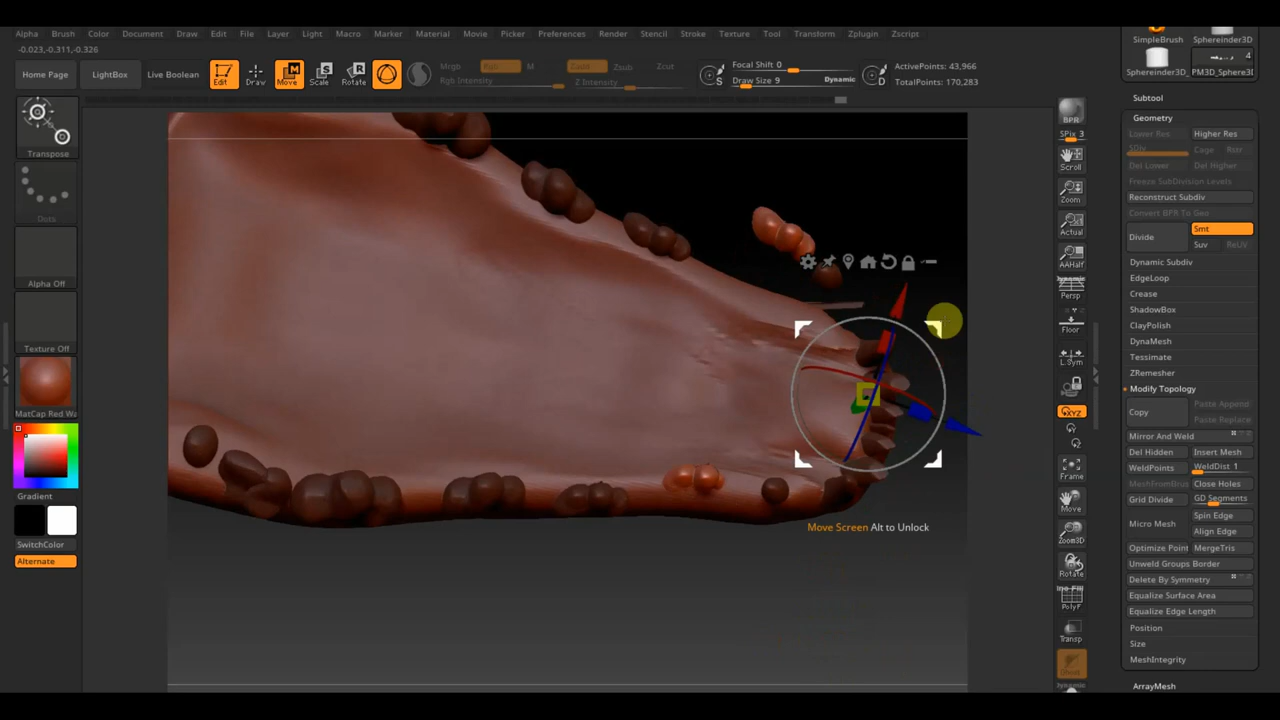 Alpha Brush Color Document Draw Edit File Layer Light Macro Marker Material Movie Picker Preferences Render Stencil Stroke Texture Tool Transform Zplugin Zscript
-0.023,-0.311,-0.326
Home Page
LightBox
Live Boolean
Edit
Draw
Move
Scale
Rotate
Mrgb
Rgb
M
Rgb Intensity
Zadd
Zsub
Zcut
Z Intensity
S
Focal Shift 0
Draw Size 9
Dynamic
D
ActivePoints: 43,966
TotalPoints: 170,283
Transpose
Dots
Alpha Off
Texture Off
MatCap Red Wa
Gradient
SwitchColor
Alternate
Move Screen Alt to Unlock
BPR
SPix 3
Scroll
Zoom
Actual
AAHalf
Dynamic
Persp
Floor
L.Sym
XYZ
Y
Z
Frame
Move
Zoom3D
Rotate
PolyF
Transp
Dynamic
SimpleBrush
Sphereinder3D
Sphereinder3D_
4
PM3D_Sphere3D
Subtool
Geometry
Lower Res
Higher Res
SDiv
Cage
Rstr
Del Lower
Del Higher
Freeze SubDivision Levels
Reconstruct Subdiv
Convert BPR To Geo
Divide
Smt
Suv
ReUV
Dynamic Subdiv
EdgeLoop
Crease
ShadowBox
ClayPolish
DynaMesh
Tessimate
ZRemesher
Modify Topology
Copy
Paste Append
Paste Replace
Mirror And Weld
Del Hidden
Insert Mesh
WeldPoints
WeldDist 1
MeshFromBrus
Close Holes
Grid Divide
GD Segments
Micro Mesh
Spin Edge
Align Edge
Optimize Point
MergeTris
Unweld Groups Border
Delete By Symmetry
Equalize Surface Area
Equalize Edge Length
Position
Size
MeshIntegrity
ArrayMesh